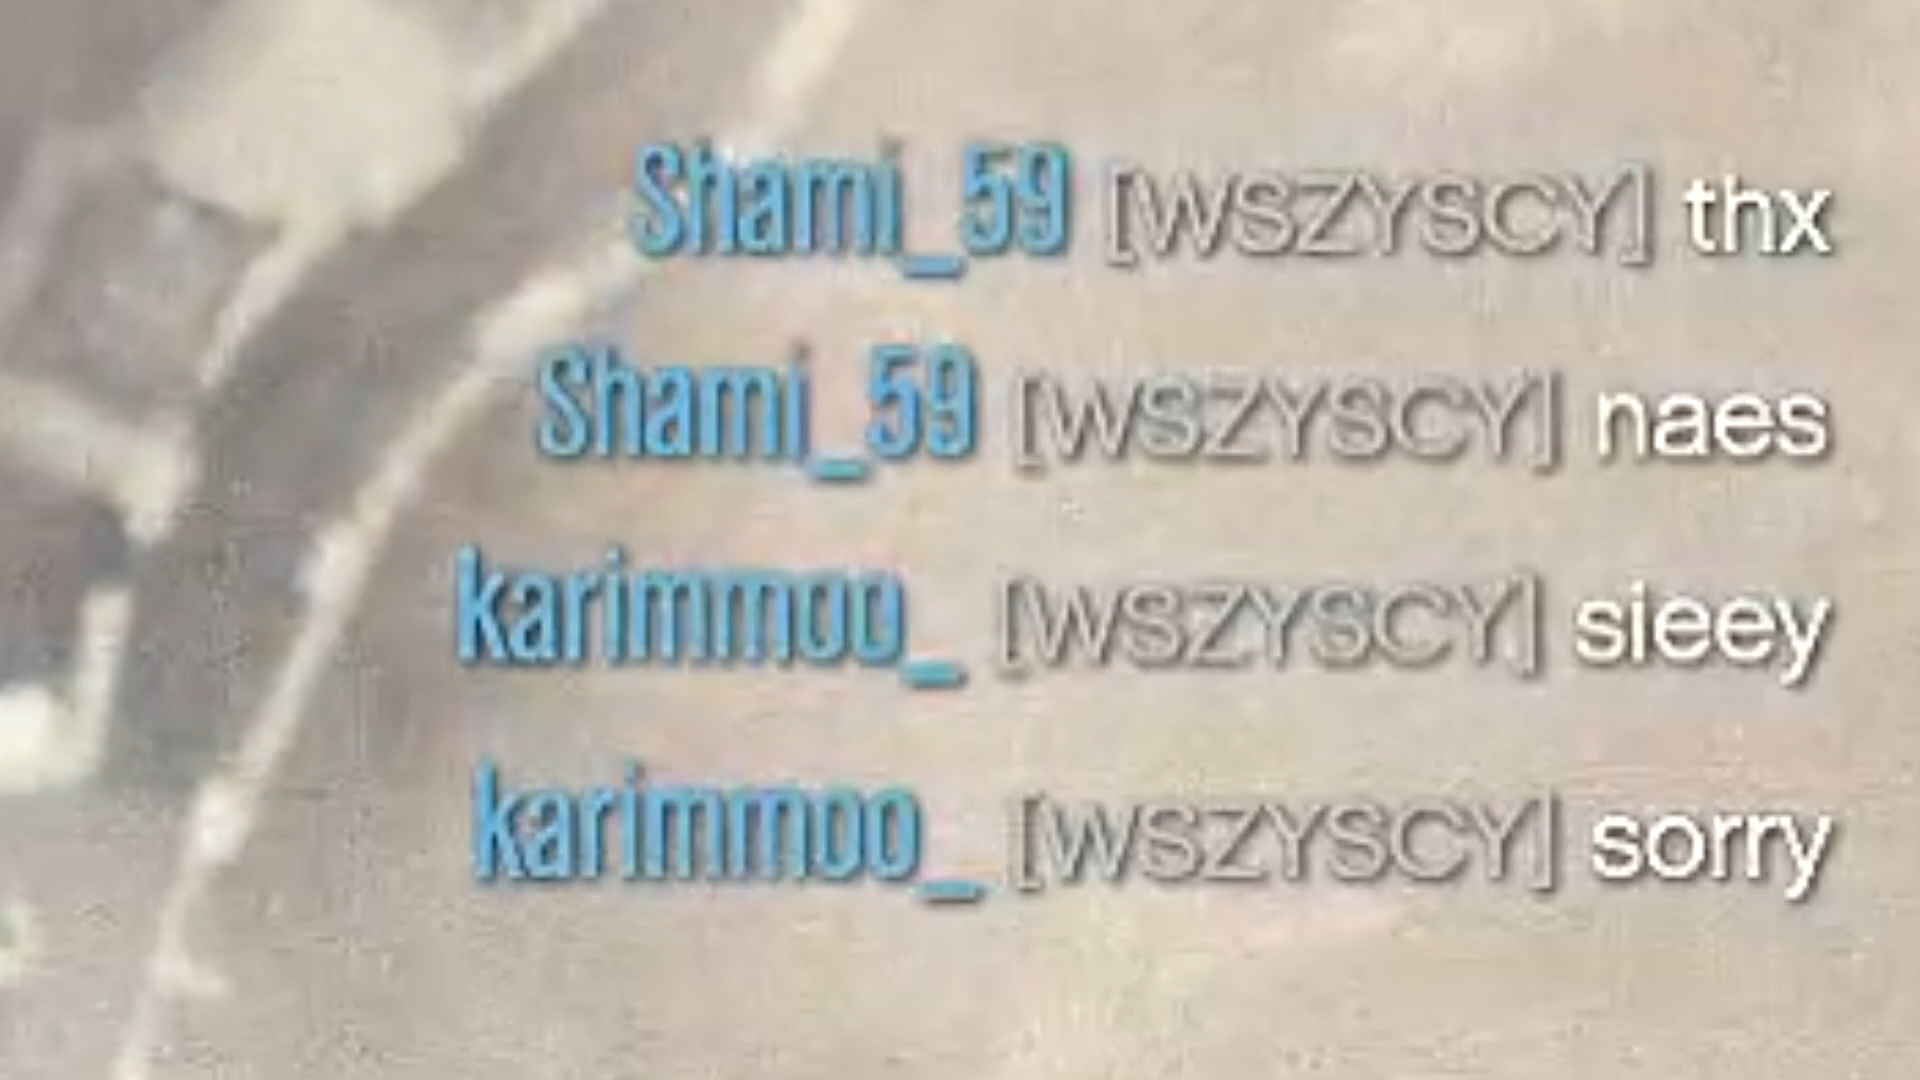 Shami_59 [WSZYSCY] thx
Shami_59 [WSZYSCY] naes
karimmoo_ [WSZYSCY] sieey
karimmoo_ [WSZYSCY] sorry